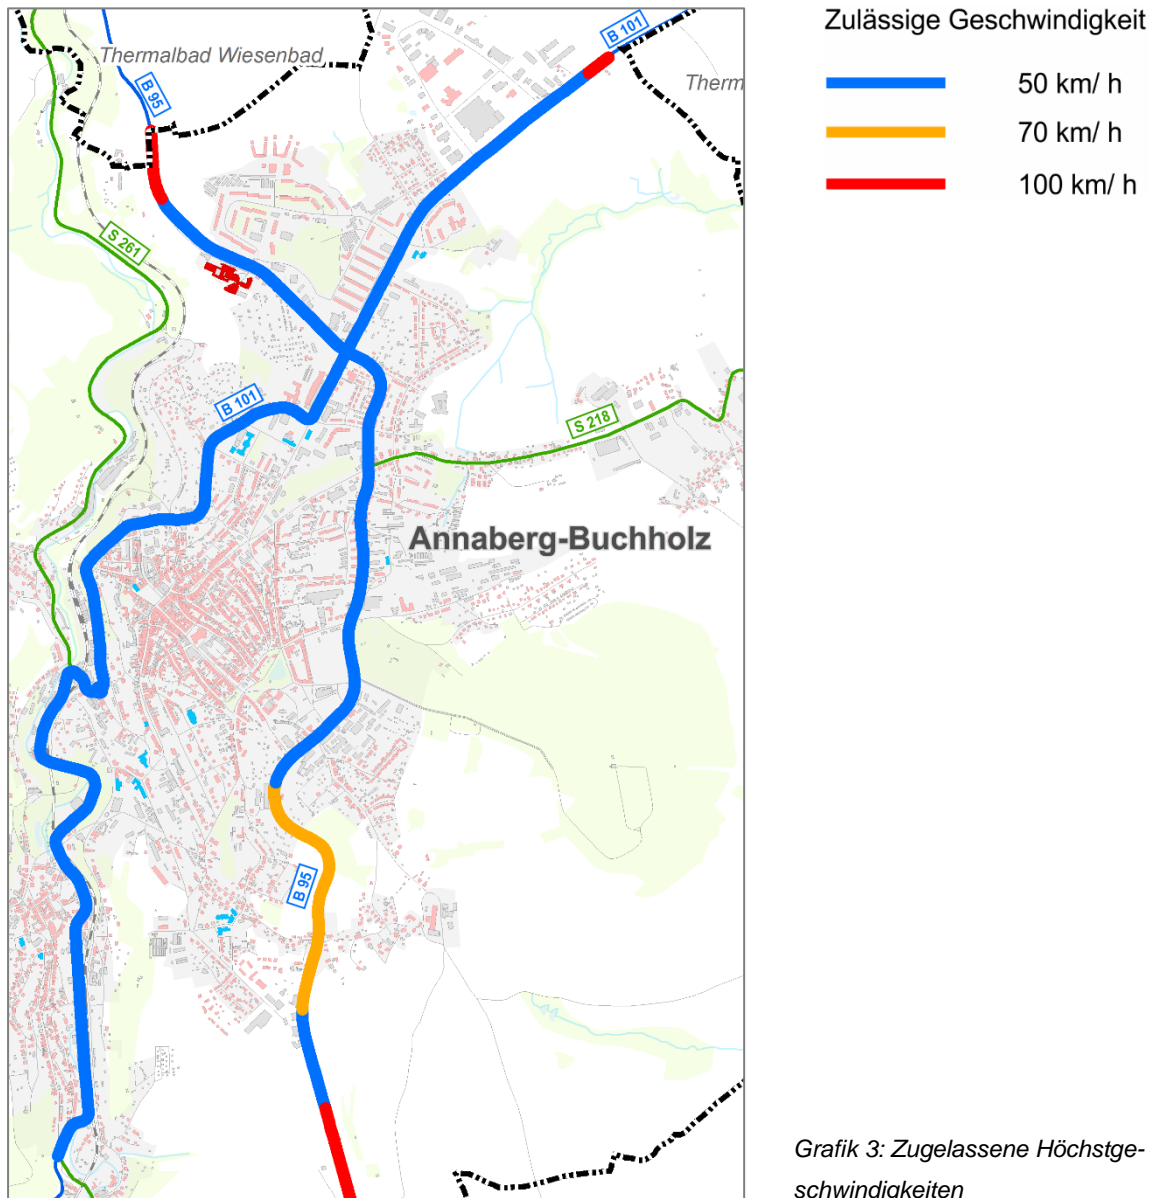 Zulässige Geschwindigkeit
50 km/ h
70 km/ h
100 km/ h
B 101
Thermalbad Wiesenbad
Therm
B 95
S 261
B 101
S 218
Annaberg-Buchholz
B 95
Grafik 3: Zugelassene Höchstge-
schwindigkeiten